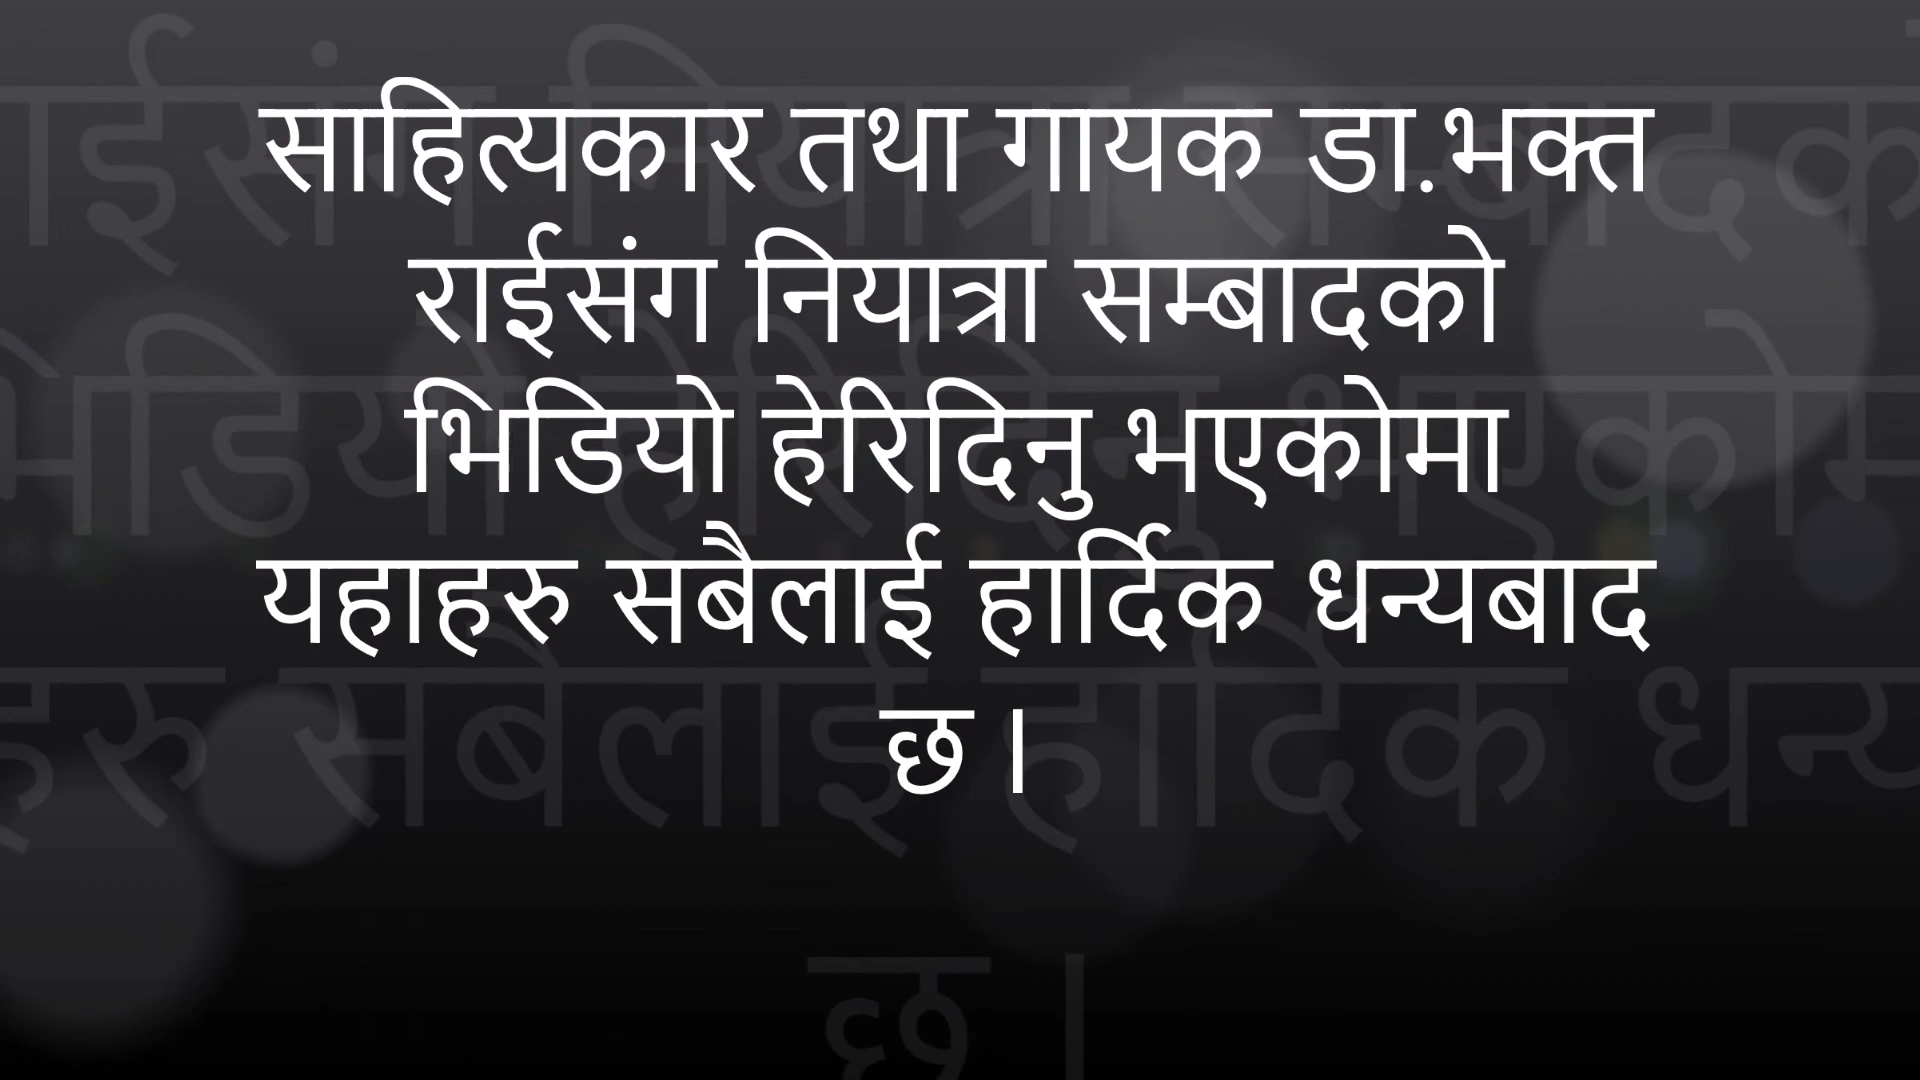 साहित्यकार तथा गायक डा.भक्त
राईसंग नियात्रा सम्बादको
भिडियो हेरिदिनु भएकोमा
यहाहरु सबैलाई हार्दिक धन्यबाद
छ ।